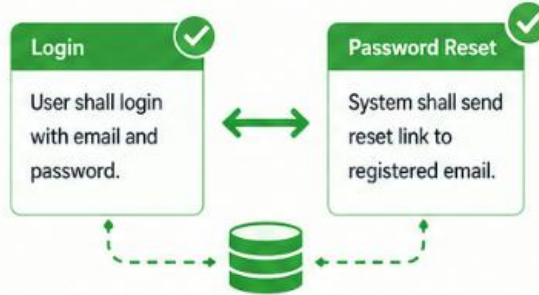 Login
User shall login
with email and
password.
Password Reset
System shall send
reset link to
registered email.